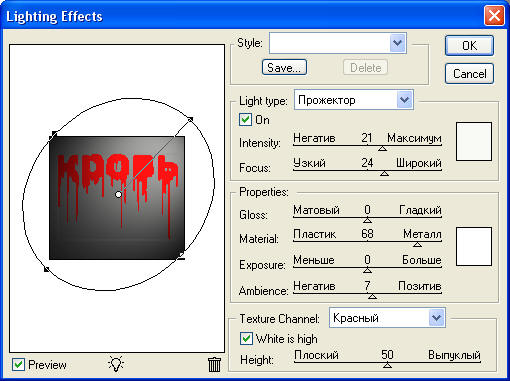 Lighting Effects
Style:
OK
Save...
Delete
Cancel
Light type: Прожектор
On
Intensity: Негатив 21 Максимум
Focus: Узкий 24 Широкий
кровь
Properties:
Gloss: Матовый 0 Гладкий
Material: Пластик 68 Металл
Exposure: Меньше 0 Больше
Ambience: Негатив 7 Позитив
Texture Channel: Красный
White is high
Height: Плоский 50 Выпуклый
Preview